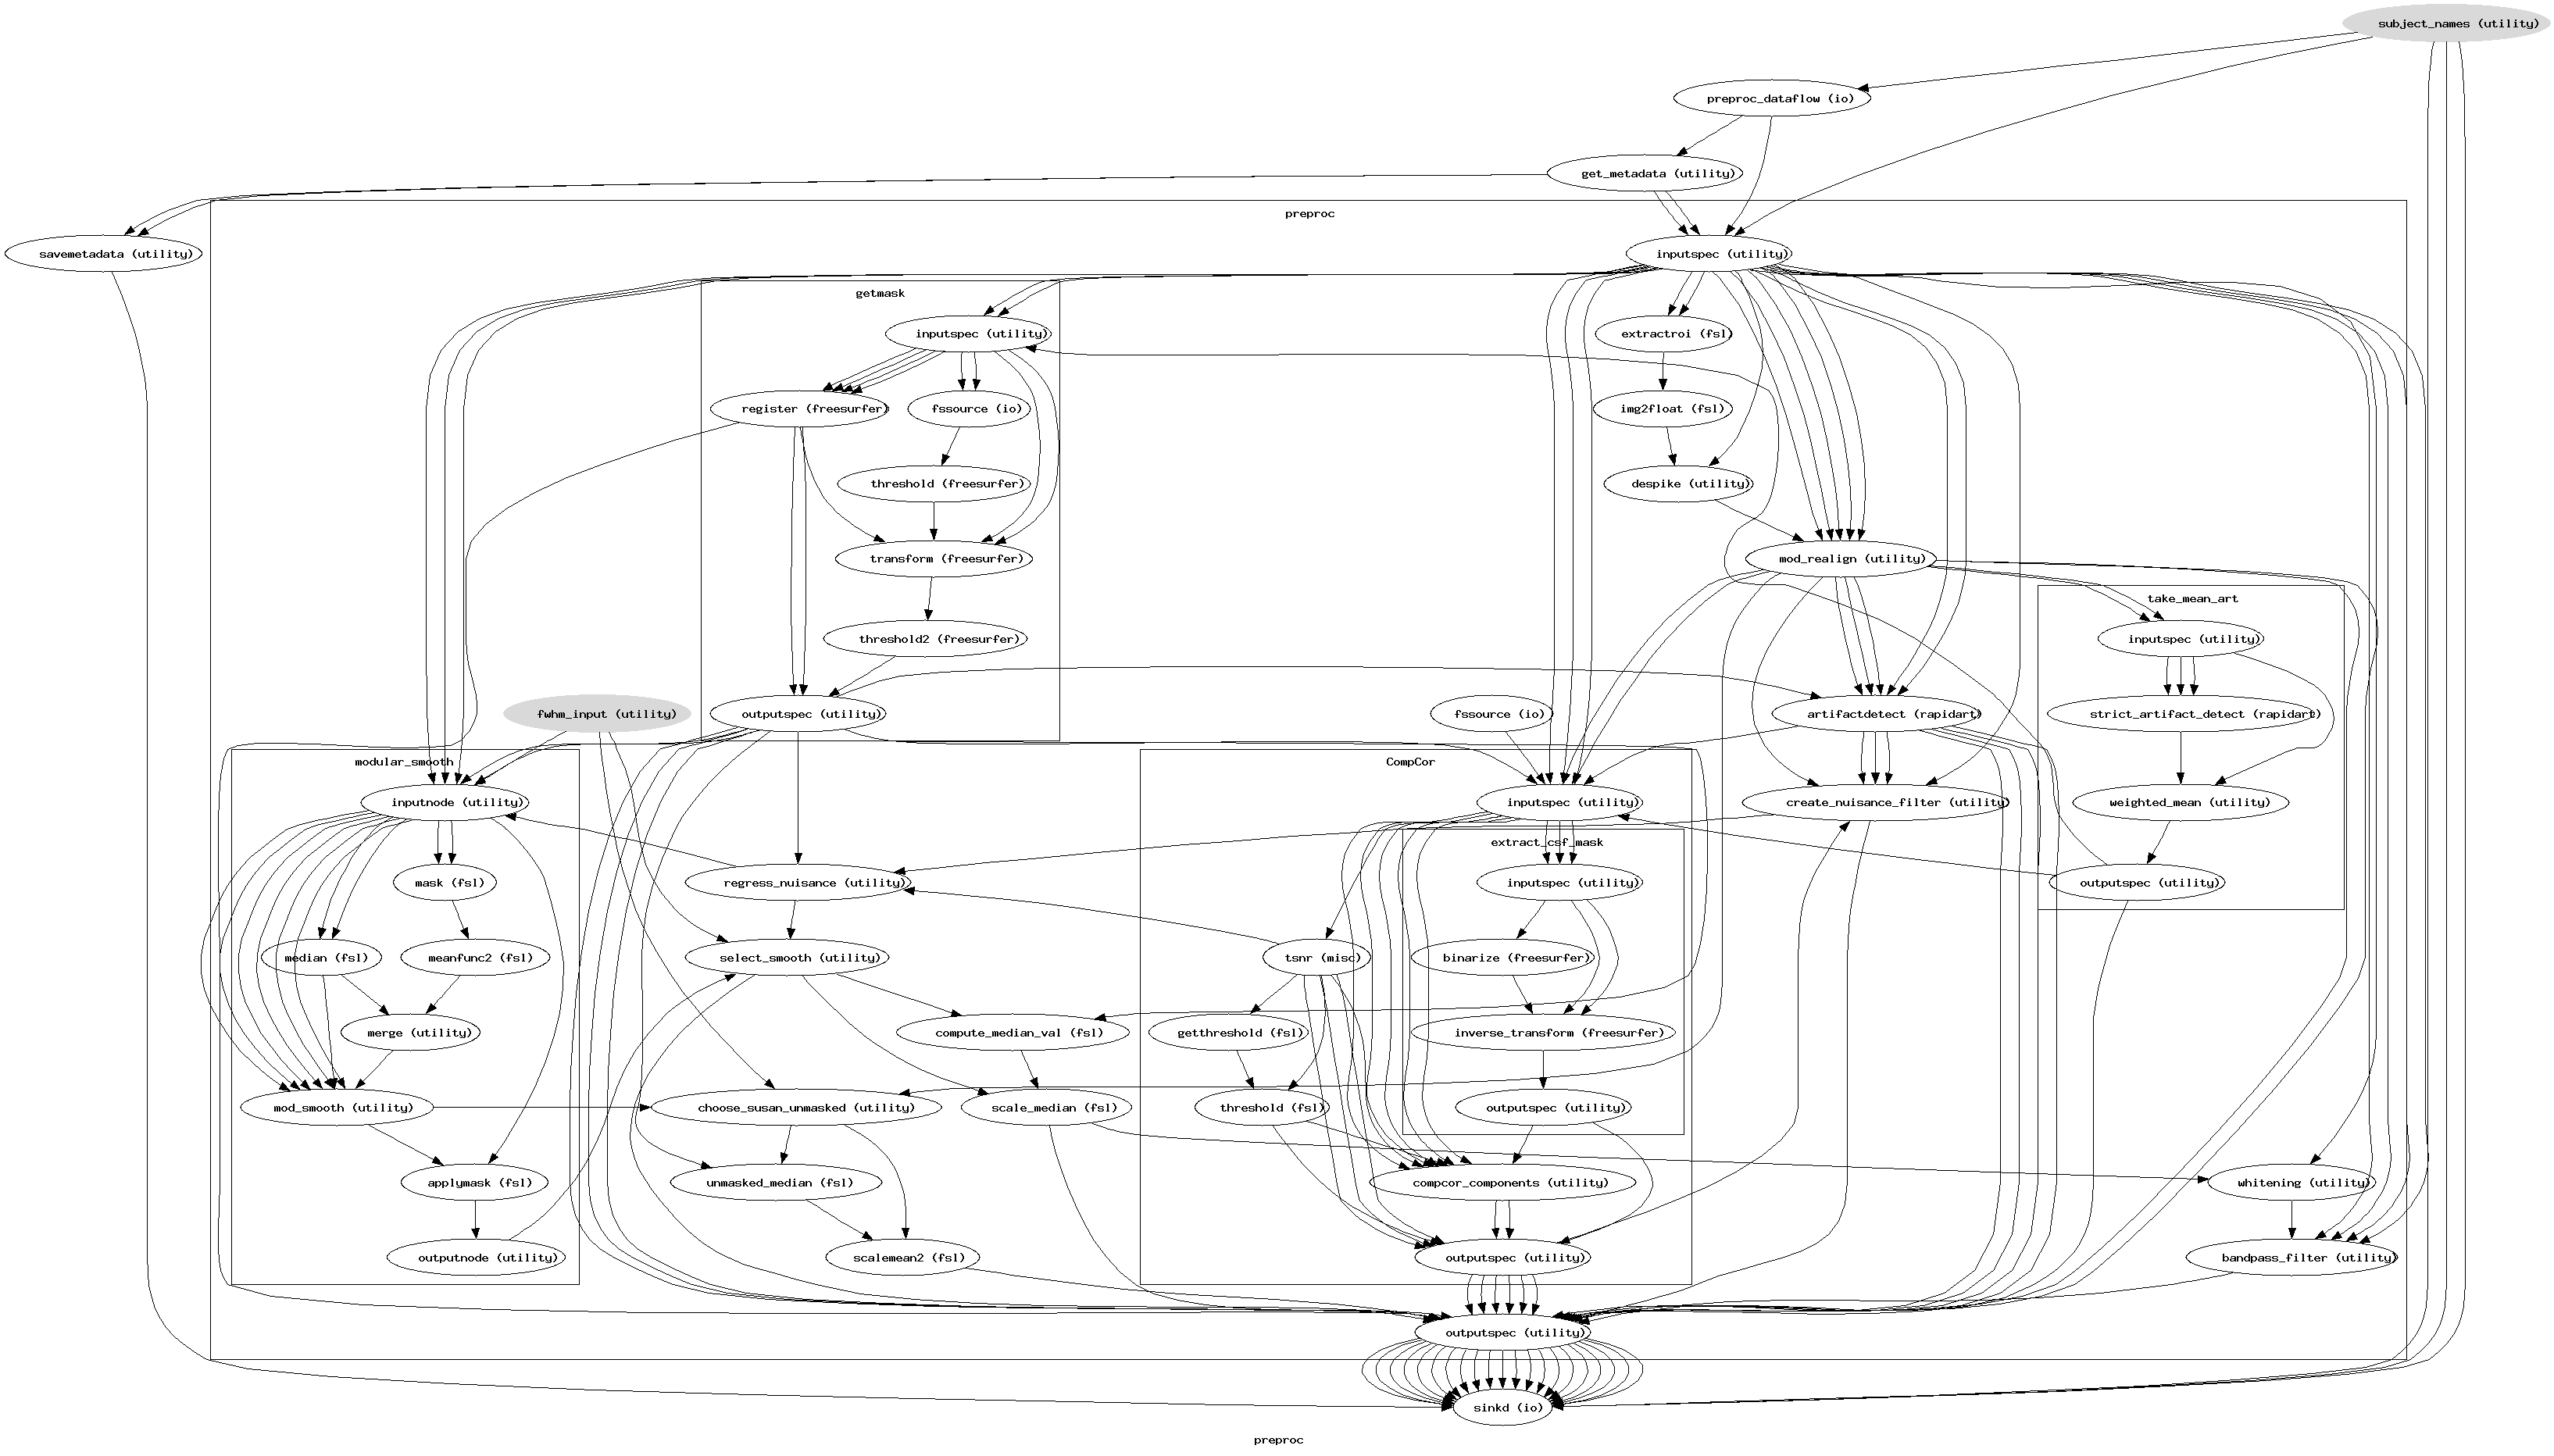 subject_names (utility)
preproc_dataflow (io)
get_metadata (utility)
preproc
savemetadata (utility)
inputspec (utility)
getmask
inputspec (utility)
extractroi (fsl)
register (freesurfer)
fssource (io)
img2float (fsl)
threshold (freesurfer)
despike (utility)
transform (freesurfer)
mod_realign (utility)
take_mean_art
threshold2 (freesurfer)
inputspec (utility)
fwhm_input (utility)
outputspec (utility)
fssource (io)
artifactdetect (rapidart)
strict_artifact_detect (rapidart)
modular_smooth
CompCor
inputnode (utility)
inputspec (utility)
create_nuisance_filter (utility)
weighted_mean (utility)
extract_csf_mask
mask (fsl)
regress_nuisance (utility)
inputspec (utility)
outputspec (utility)
median (fsl)
meanfunc2 (fsl)
select_smooth (utility)
tsnr (misc)
binarize (freesurfer)
merge (utility)
compute_median_val (fsl)
getthreshold (fsl)
inverse_transform (freesurfer)
mod_smooth (utility)
choose_susan_unmasked (utility)
scale_median (fsl)
threshold (fsl)
outputspec (utility)
applymask (fsl)
unmasked_median (fsl)
compcor_components (utility)
whitening (utility)
outputnode (utility)
scalemean2 (fsl)
outputspec (utility)
bandpass_filter (utility)
outputspec (utility)
sinkd (io)
preproc